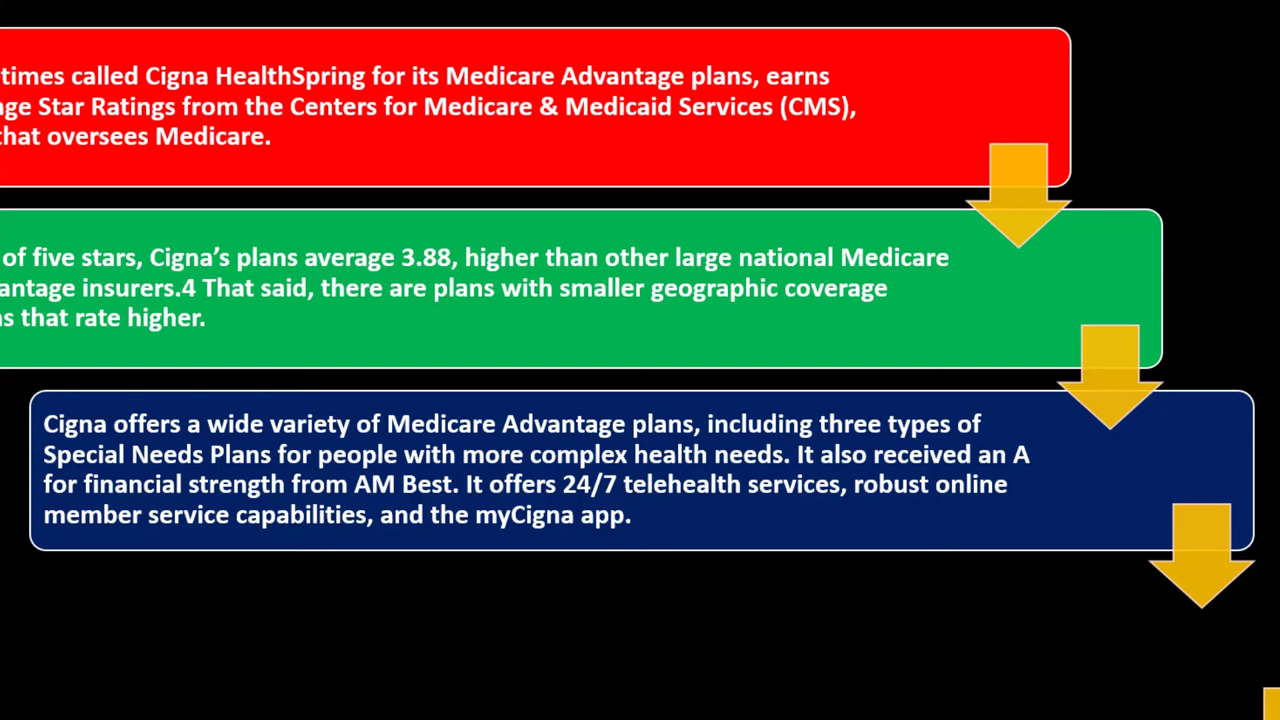 times called Cigna HealthSpring for its Medicare Advantage plans, earns
ge Star Ratings from the Centers for Medicare & Medicaid Services (CMS),
that oversees Medicare.
of five stars, Cigna’s plans average 3.88, higher than other large national Medicare
antage insurers.4 That said, there are plans with smaller geographic coverage
s that rate higher.
Cigna offers a wide variety of Medicare Advantage plans, including three types of
Special Needs Plans for people with more complex health needs. It also received an A
for financial strength from AM Best. It offers 24/7 telehealth services, robust online
member service capabilities, and the myCigna app.